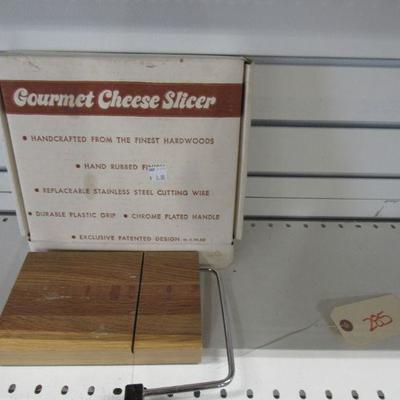 Gourmet Cheese Slicer
• HANDCRAFTED FROM THE FINEST HARDWOODS
• HAND RUBBED FINISH
• REPLACEABLE STAINLESS STEEL CUTTING WIRE
• DURABLE PLASTIC GRIP • CHROME PLATED HANDLE
• EXCLUSIVE PATENTED DESIGN
285